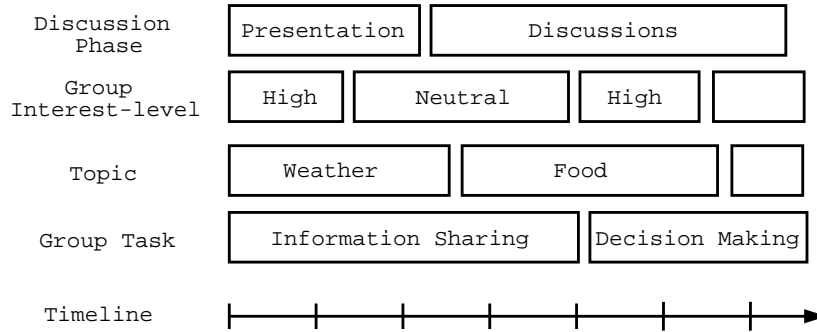 Discussion
Phase
Presentation
Discussions
Group
Interest-level
High
Neutral
High
Topic
Weather
Food
Group Task
Information Sharing
Decision Making
Timeline